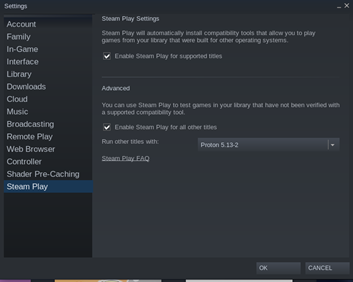 Settings
Account
Family
In-Game
Interface
Library
Downloads
Cloud
Music
Broadcasting
Remote Play
Web Browser
Controller
Shader Pre-Caching
Steam Play
Steam Play Settings
Steam Play will automatically install compatibility tools that allow you to play
games from your library that were built for other operating systems.
Enable Steam Play for supported titles
Advanced
You can use Steam Play to test games in your library that have not been verified with
a supported compatibility tool.
Enable Steam Play for all other titles
Run other titles with:
Proton 5.13-2
Steam Play FAQ
OK
CANCEL